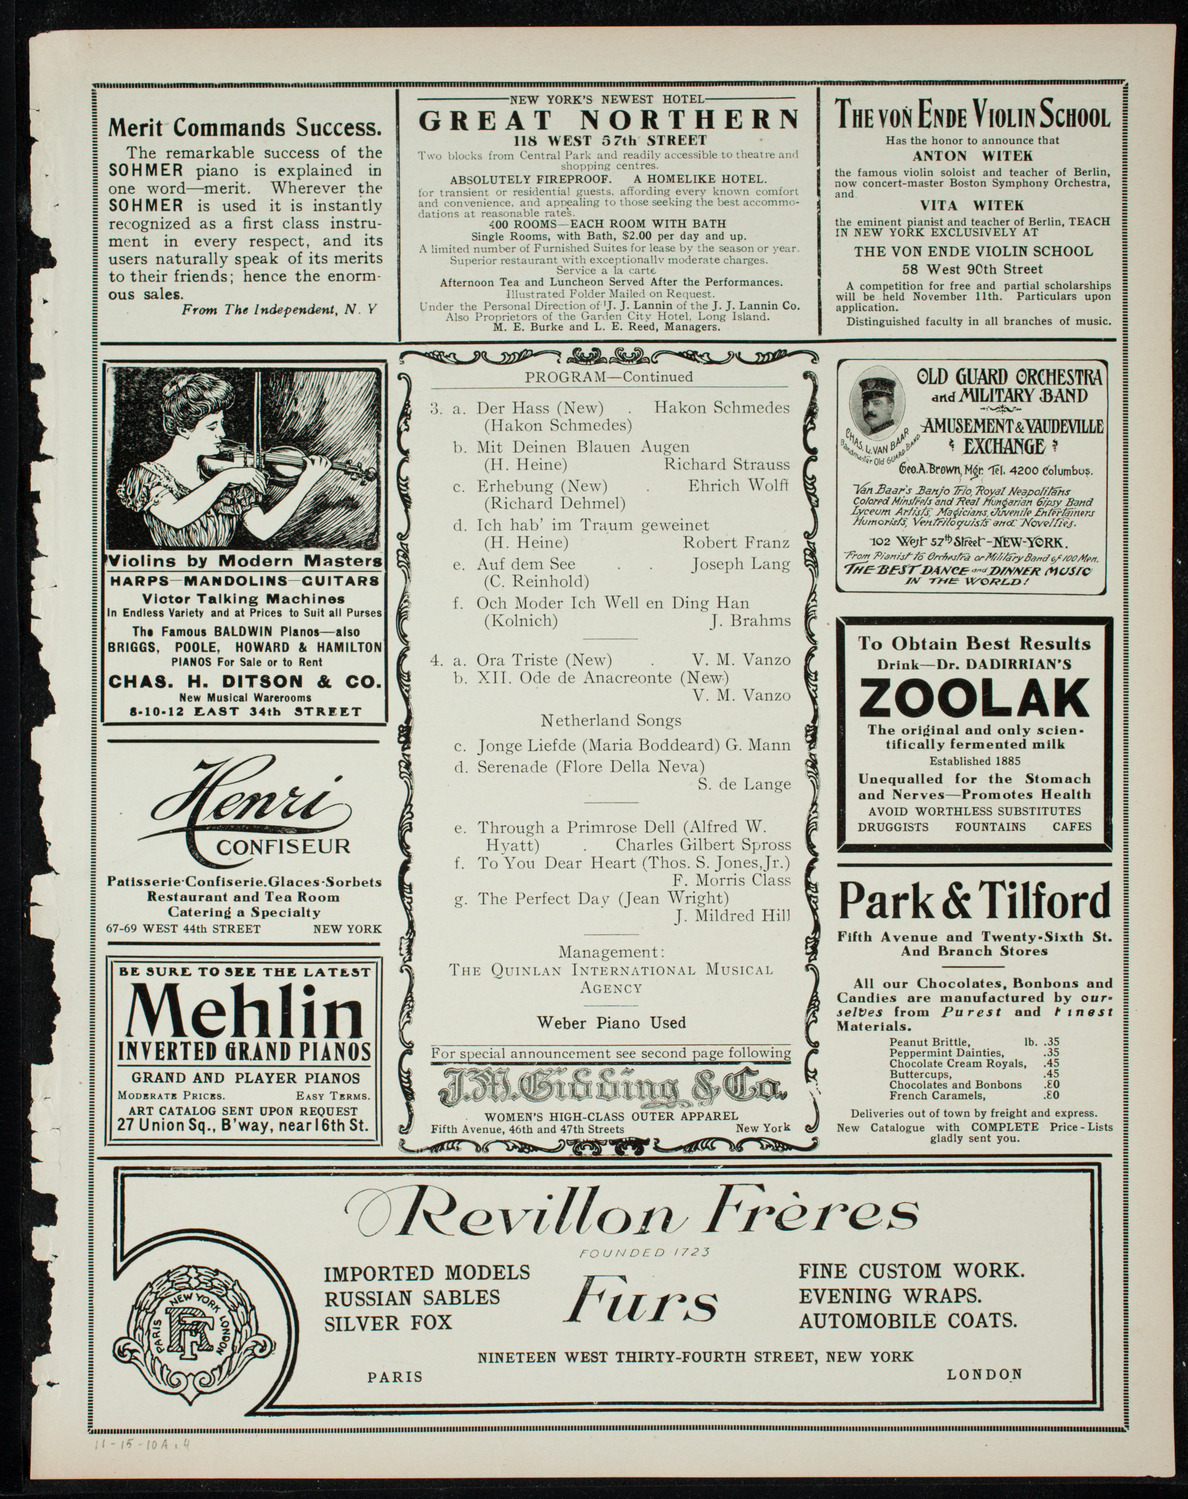 Merit Commands Success.
The remarkable success of the
SOHMER piano is explained in
one word—merit. Wherever the
SOHMER is used it is instantly
recognized as a first class instru-
ment in every respect, and its
users naturally speak of its merits
to their friends; hence the enorm-
ous sales.
From The Independent, N. Y
NEW YORK'S NEWEST HOTEL
GREAT NORTHERN
118 WEST 57th STREET
Two blocks from Central Park and readily accessible to theatre and
shopping centres.
ABSOLUTELY FIREPROOF. A HOMELIKE HOTEL.
for transient or residential guests, affording every known comfort
and convenience, and appealing to those seeking the best accommo-
dations at reasonable rates.
400 ROOMS—EACH ROOM WITH BATH
Single Rooms, with Bath, $2.00 per day and up.
A limited number of Furnished Suites for lease by the season or year.
Superior restaurant with exceptionally moderate charges.
Service a la carte
Afternoon Tea and Luncheon Served After the Performances.
Illustrated Folder Mailed on Request.
Under the Personal Direction of J. J. Lannin of the J. J. Lannin Co.
Also Proprietors of the Garden City Hotel, Long Island.
M. E. Burke and L. E. Reed, Managers.
THE VON ENDE VIOLIN SCHOOL
Has the honor to announce that
ANTON WITEK
the famous violin soloist and teacher of Berlin,
now concert-master Boston Symphony Orchestra,
and
VITA WITEK
the eminent pianist and teacher of Berlin, TEACH
IN NEW YORK EXCLUSIVELY AT
THE VON ENDE VIOLIN SCHOOL
58 West 90th Street
A competition for free and partial scholarships
will be held November 11th. Particulars upon
application.
Distinguished faculty in all branches of music.
Violins by Modern Masters
HARPS—MANDOLINS—GUITARS
Victor Talking Machines
In Endless Variety and at Prices to Suit all Purses
The Famous BALDWIN Pianos—also
BRIGGS, POOLE, HOWARD & HAMILTON
PIANOS For Sale or to Rent
CHAS. H. DITSON & CO.
New Musical Warerooms
8-10-12 EAST 34th STREET
Henri
CONFISEUR
Patisserie-Confiserie.Glaces-Sorbets
Restaurant and Tea Room
Catering a Specialty
67-69 WEST 44th STREET NEW YORK
BE SURE TO SEE THE LATEST
Mehlin
INVERTED GRAND PIANOS
GRAND AND PLAYER PIANOS
MODERATE PRICES. EASY TERMS.
ART CATALOG SENT UPON REQUEST
27 Union Sq., B'way, near 16th St.
PROGRAM—Continued
3. a. Der Hass (New) . Hakon Schmedes
(Hakon Schmedes)
b. Mit Deinen Blauen Augen
(H. Heine) Richard Strauss
c. Erhebung (New) . Ehrich Wolff
(Richard Dehmel)
d. Ich hab' im Traum geweinet
(H. Heine) Robert Franz
e. Auf dem See . . Joseph Lang
(C. Reinhold)
f. Och Moder Ich Well en Ding Han
(Kolnich) J. Brahms
4. a. Ora Triste (New) . V. M. Vanzo
b. XII. Ode de Anacreonte (New)
V. M. Vanzo
Netherland Songs
c. Jonge Liefde (Maria Boddeard) G. Mann
d. Serenade (Flore Della Neva)
S. de Lange
e. Through a Primrose Dell (Alfred W.
Hyatt) . Charles Gilbert Spross
f. To You Dear Heart (Thos. S. Jones, Jr.)
F. Morris Class
g. The Perfect Day (Jean Wright)
J. Mildred Hill
Management:
THE QUINLAN INTERNATIONAL MUSICAL
AGENCY
Weber Piano Used
For special announcement see second page following
J.M. Gidding & Co.
WOMEN'S HIGH-CLASS OUTER APPAREL
Fifth Avenue, 46th and 47th Streets New York
CHAS. L. VAN BAAR
Bandmaster Old Guard Band
OLD GUARD ORCHESTRA
and MILITARY BAND
AMUSEMENT & VAUDEVILLE
EXCHANGE
Geo. A. Brown, Mgr. Tel. 4200 Columbus.
Van Baar's Banjo Trio, Royal Neapolitans
Colored Minstrels and Real Hungarian Gipsy Band
Lyceum Artists, Magicians, Juvenile Entertainers
Humorists, Ventriloquists and Novelties.
102 West 57th Street-NEW-YORK.
From Pianist to Orchestra or Military Band of 100 Men.
THE BEST DANCE and DINNER MUSIC
IN THE WORLD!
To Obtain Best Results
Drink—Dr. DADIRRIAN'S
ZOOLAK
The original and only scien-
tifically fermented milk
Established 1885
Unequalled for the Stomach
and Nerves—Promotes Health
AVOID WORTHLESS SUBSTITUTES
DRUGGISTS FOUNTAINS CAFES
Park & Tilford
Fifth Avenue and Twenty-Sixth St.
And Branch Stores
All our Chocolates, Bonbons and
Candies are manufactured by our-
selves from Purest and Finest
Materials.
Peanut Brittle, lb. .35
Peppermint Dainties, .35
Chocolate Cream Royals, .45
Buttercups, .45
Chocolates and Bonbons .80
French Caramels, .80
Deliveries out of town by freight and express.
New Catalogue with COMPLETE Price-Lists
gladly sent you.
Revillon Frères
FOUNDED 1723
IMPORTED MODELS
RUSSIAN SABLES
SILVER FOX
Furs
FINE CUSTOM WORK.
EVENING WRAPS.
AUTOMOBILE COATS.
NINETEEN WEST THIRTY-FOURTH STREET, NEW YORK
PARIS LONDON
PARIS NEW YORK LONDON
RF
11-15-10A.4